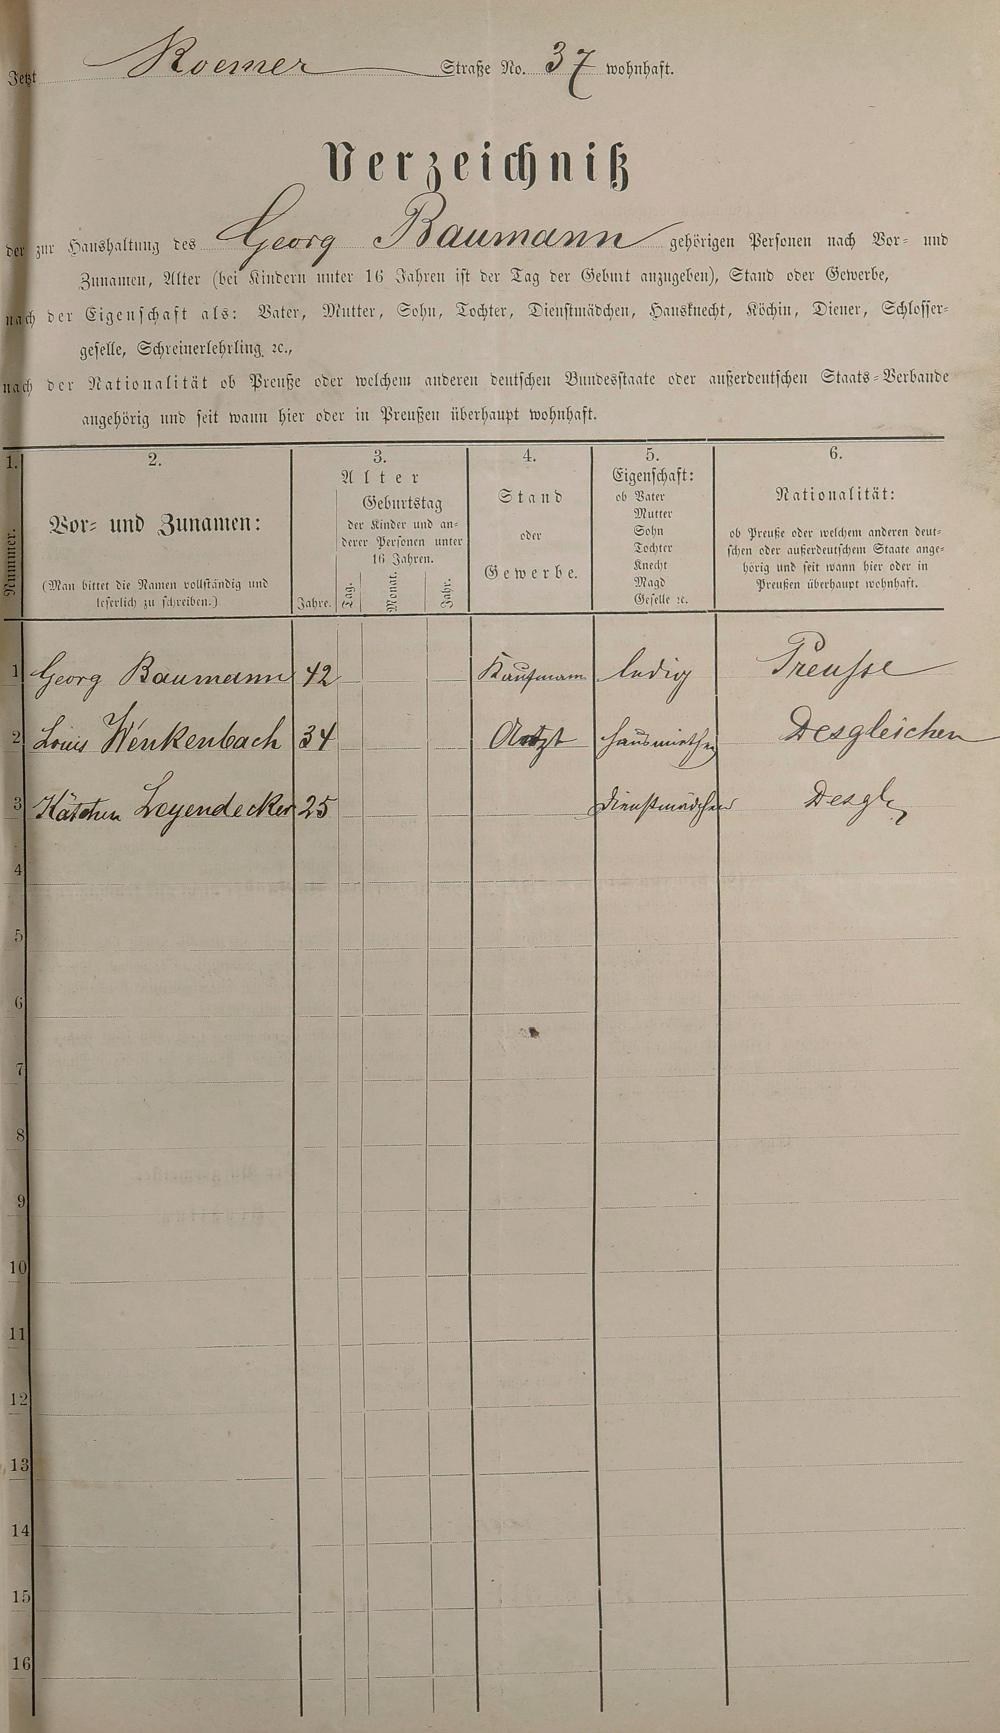 Jetzt Roemer Straße No. 37 wohnhaft.
Verzeichniß
der zur Haushaltung des Georg Baumann gehörigen Personen nach Vor- und
Zunamen, Alter (bei Kindern unter 16 Jahren ist der Tag der Geburt anzugeben), Stand oder Gewerbe,
nach der Eigenschaft als: Vater, Mutter, Sohn, Tochter, Dienstmädchen, Hausknecht, Köchin, Diener, Schlosser-
geselle, Schreinerlehrling ꝛc.,
nach der Nationalität ob Preuße oder welchem anderen deutschen Bundesstaate oder außerdeutschen Staats-Verbande
angehörig und seit wann hier oder in Preußen überhaupt wohnhaft.
1. 2. 3. 4. 5. 6.
Nummer.
Vor- und Zunamen:
(Man bittet die Namen vollständig und
leserlich zu schreiben.)
Alter
Jahre.
Geburtstag
der Kinder und an-
derer Personen unter
16 Jahren.
Tag. Monat. Jahr.
Stand
oder
Gewerbe.
Eigenschaft:
ob Vater
Mutter
Sohn
Tochter
Knecht
Magd
Geselle ꝛc.
Nationalität:
ob Preuße oder welchem anderen deut-
schen oder außerdeutschem Staate ange-
hörig und seit wann hier oder in
Preußen überhaupt wohnhaft.
1 Georg Baumann 42 Kaufmann ledig Preusse
2 Louis Wenkenbach 34 Artzt Desgleichen
3 Kätchen Leyendecker 25 Dienstmädchen Desgl.
4
5
6
7
8
9
10
11
12
13
14
15
16